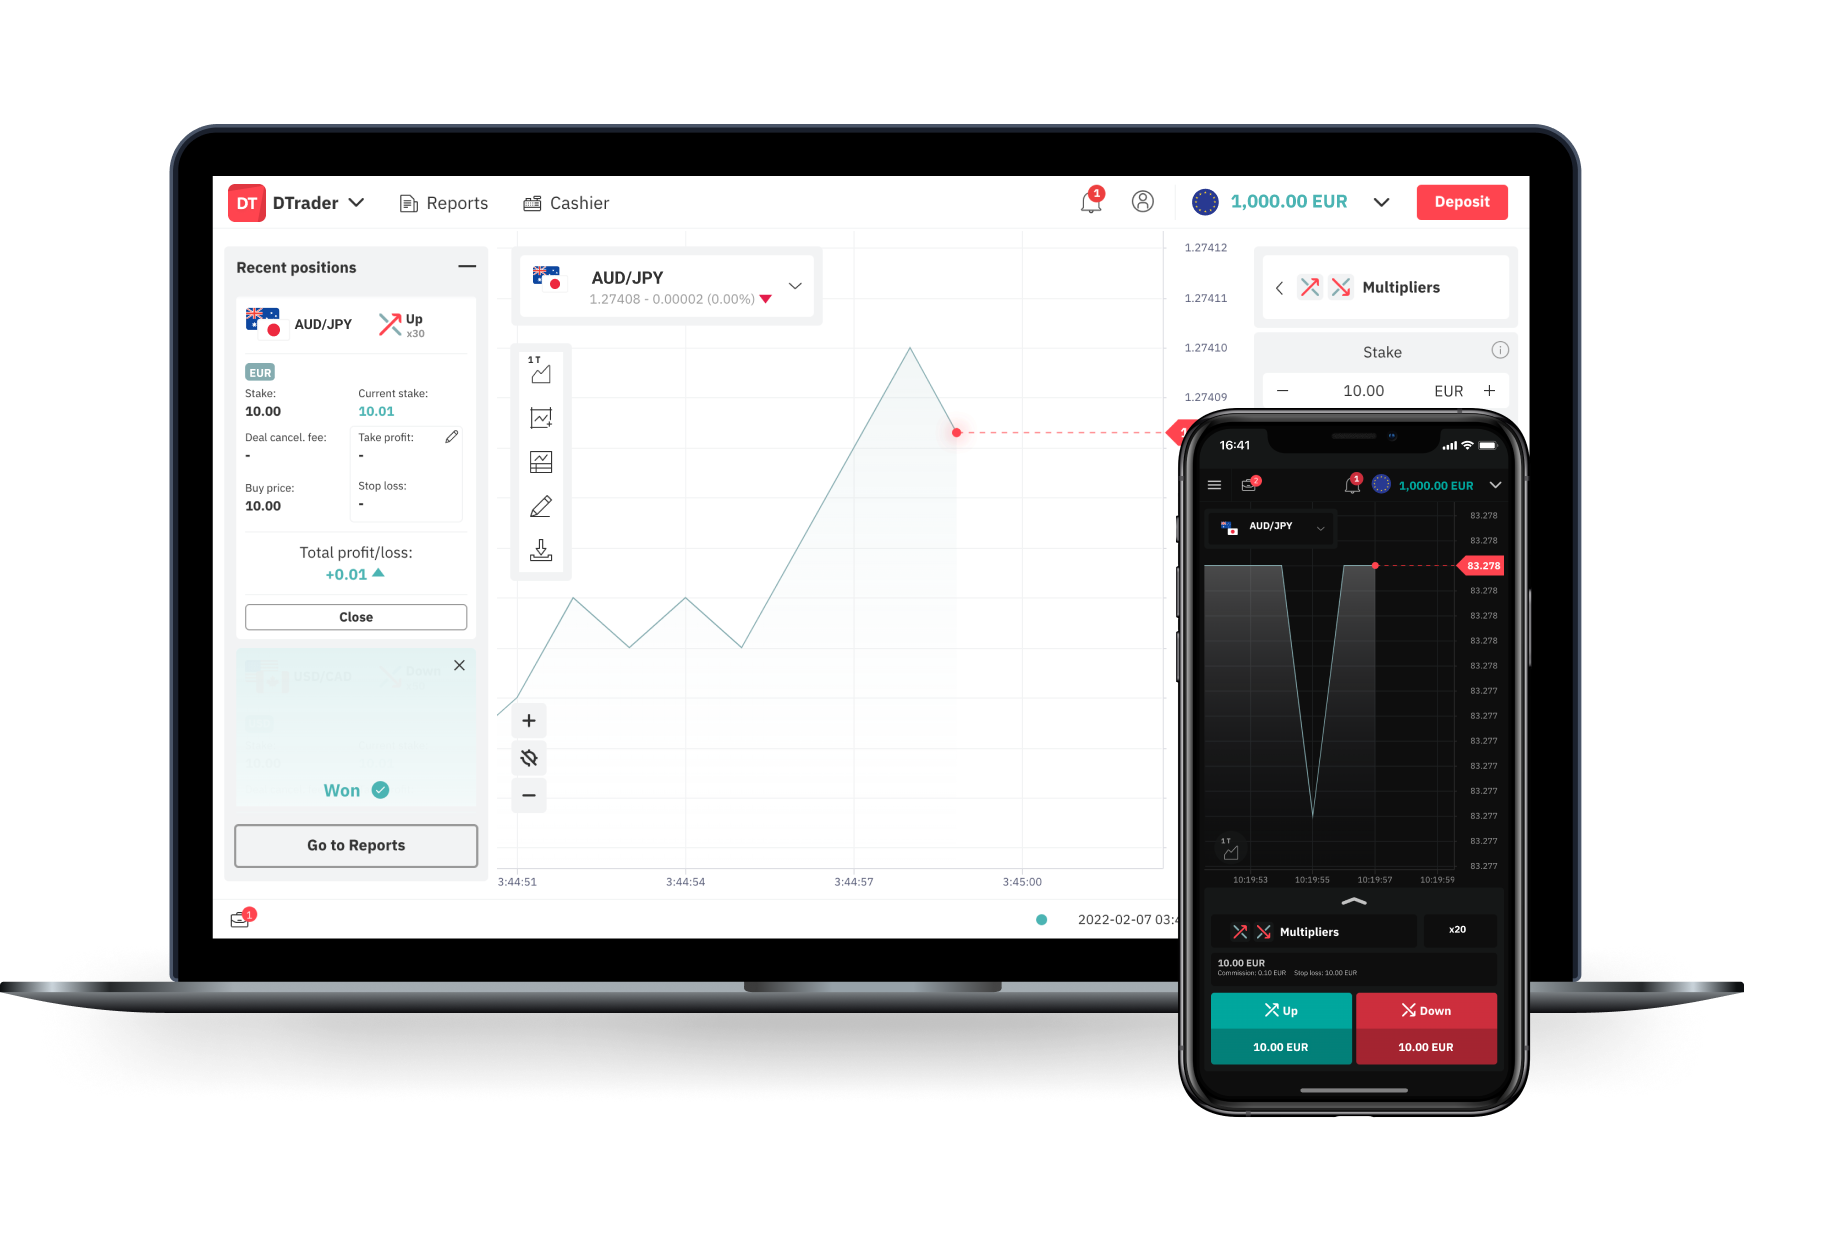 DT DTrader Reports Cashier 1 1,000.00 EUR Deposit
Recent positions
AUD/JPY Up
x30
EUR
Stake: Current stake:
10.00 10.01
Deal cancel. fee: Take profit:
- -
Buy price: Stop loss:
10.00 -
Total profit/loss:
+0.01
Close
USD/CAD Down
Won
Go to Reports
1
AUD/JPY
1.27408 - 0.00002 (0.00%)
1 T
3:44:51 3:44:54 3:44:57 3:45:00
1.27412
1.27411
1.27410
1.27409
Multipliers
Stake
10.00 EUR
2022-02-07 03:4
16:41
2 1 1,000.00 EUR
AUD/JPY
83.278
83.278
83.278
83.278
83.278
83.278
83.278
83.277
83.277
83.277
83.277
83.277
83.277
83.277
83.277
1T
10:19:53 10:19:55 10:19:57 10:19:59
Multipliers x20
10.00 EUR
Commission: 0.10 EUR Stop loss: 10.00 EUR
Up Down
10.00 EUR 10.00 EUR